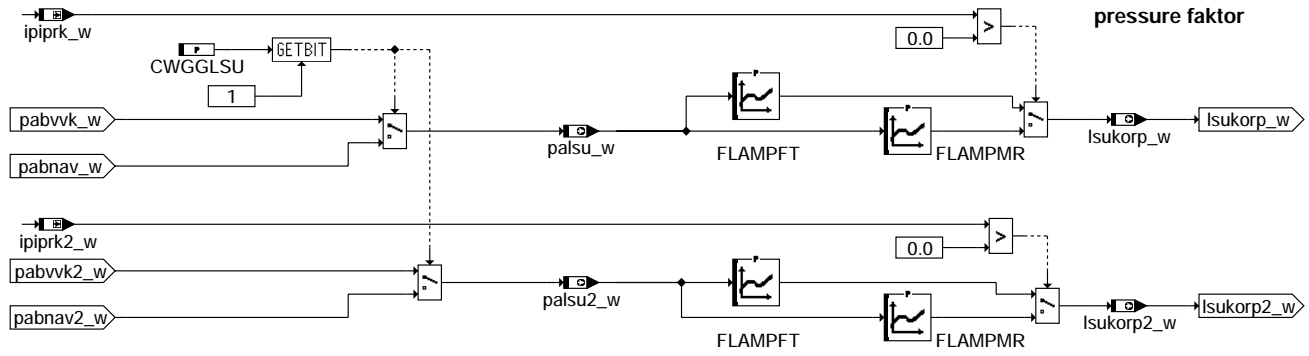 pressure faktor
ipiprk_w
0.0
>
P
GETBIT
CWGGLSU
1
P
pabvvk_w
P
palsu_w
lsukorp_w
lsukorp_w
pabnav_w
FLAMPFT
FLAMPMR
ipiprk2_w
0.0
>
P
pabvvk2_w
P
palsu2_w
lsukorp2_w
lsukorp2_w
pabnav2_w
FLAMPFT
FLAMPMR